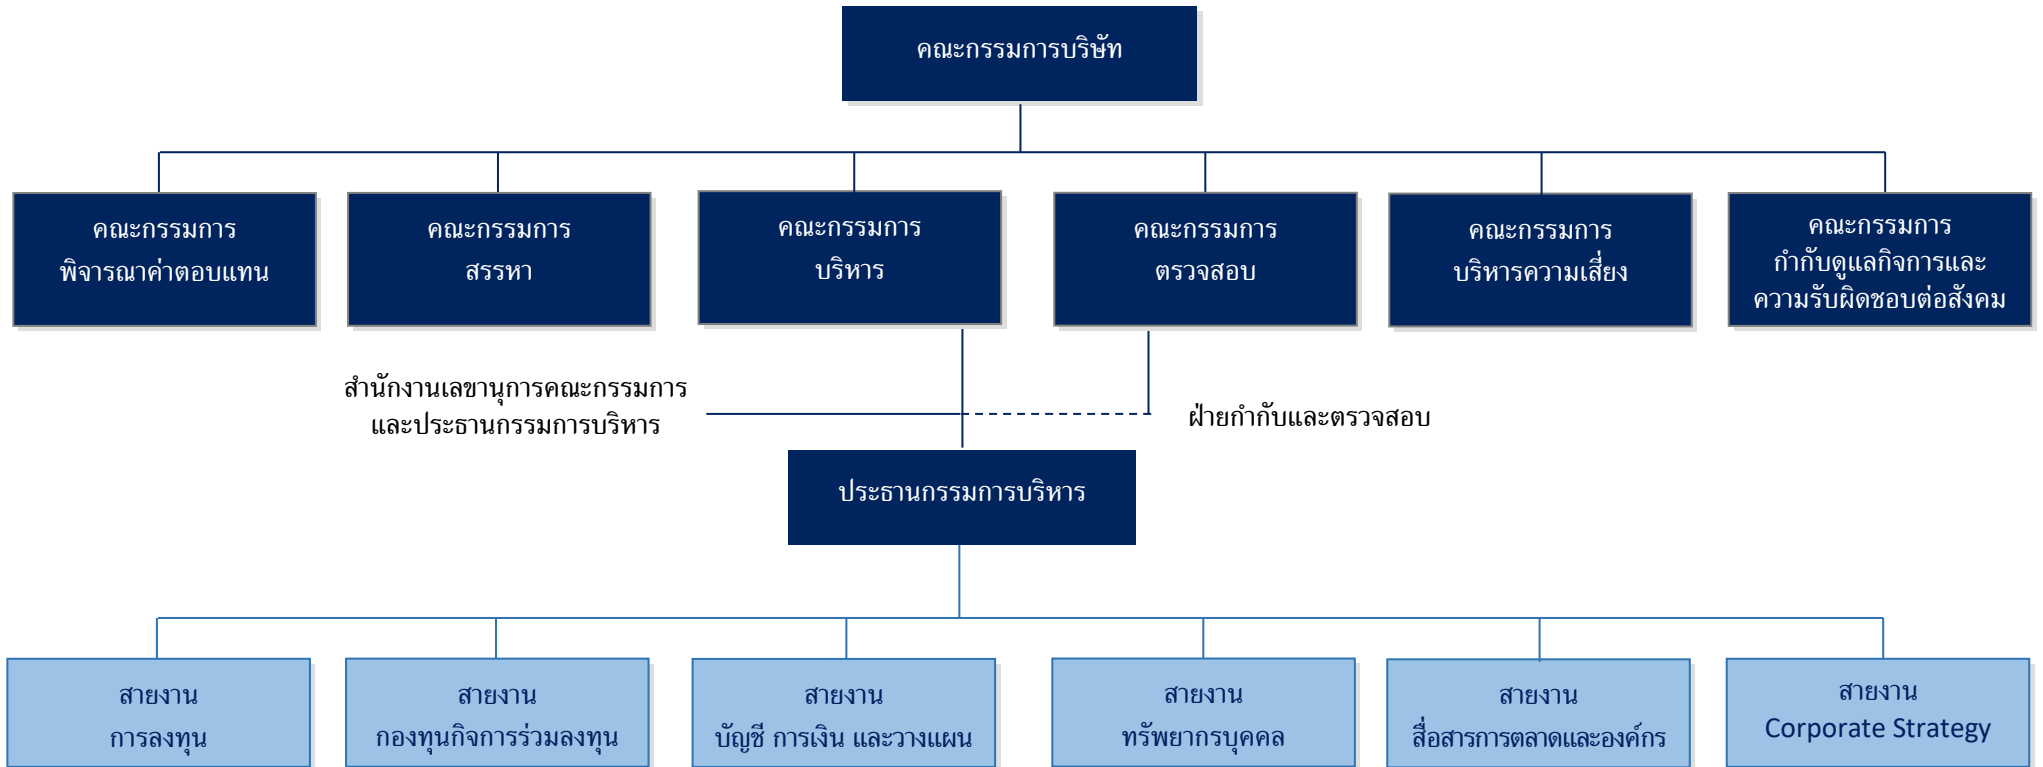 คณะกรรมการบริษัท
คณะกรรมการ
พิจารณาค่าตอบแทน
คณะกรรมการ
สรรหา
คณะกรรมการ
บริหาร
คณะกรรมการ
ตรวจสอบ
คณะกรรมการ
บริหารความเสี่ยง
คณะกรรมการ
กำกับดูแลกิจการและ
ความรับผิดชอบต่อสังคม
สำนักงานเลขานุการคณะกรรมการ
และประธานกรรมการบริหาร
ฝ่ายกำกับและตรวจสอบ
ประธานกรรมการบริหาร
สายงาน
การลงทุน
สายงาน
กองทุนกิจการร่วมลงทุน
สายงาน
บัญชี การเงิน และวางแผน
สายงาน
ทรัพยากรบุคคล
สายงาน
สื่อสารการตลาดและองค์กร
สายงาน
Corporate Strategy